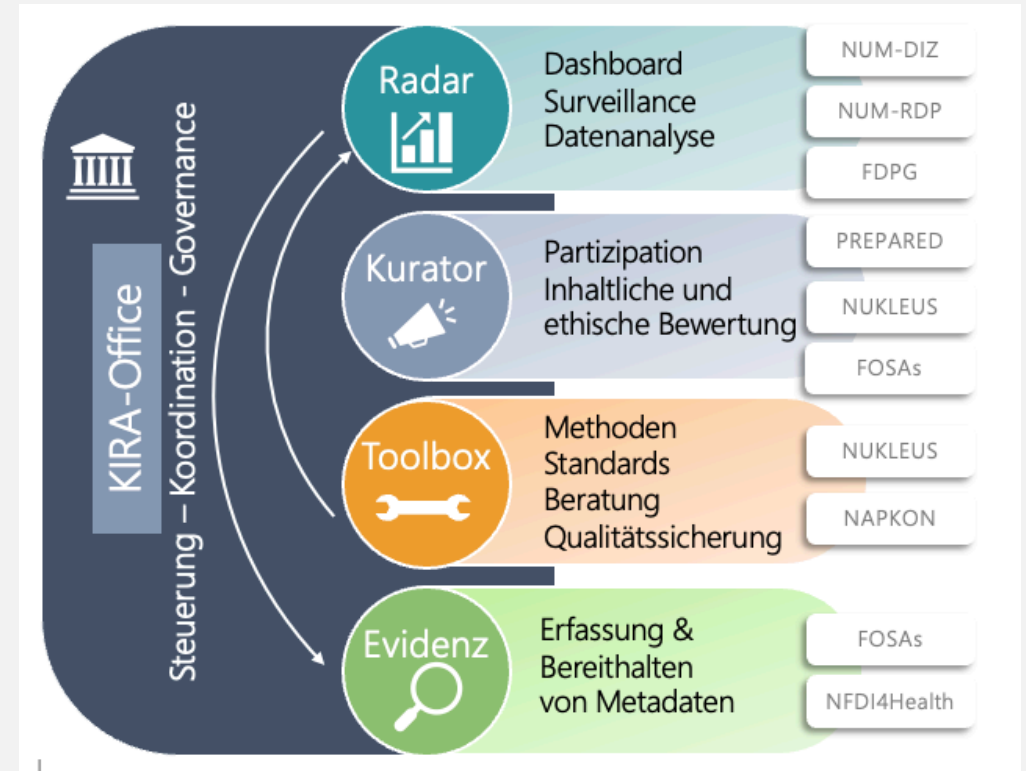 KIRA-Office
Steuerung – Koordination - Governance
Radar
Dashboard
Surveillance
Datenanalyse
NUM-DIZ
NUM-RDP
FDPG
Kurator
Partizipation
Inhaltliche und
ethische Bewertung
PREPARED
NUKLEUS
FOSAs
Toolbox
Methoden
Standards
Beratung
Qualitätssicherung
NUKLEUS
NAPKON
Evidenz
Erfassung &
Bereithalten
von Metadaten
FOSAs
NFDI4Health